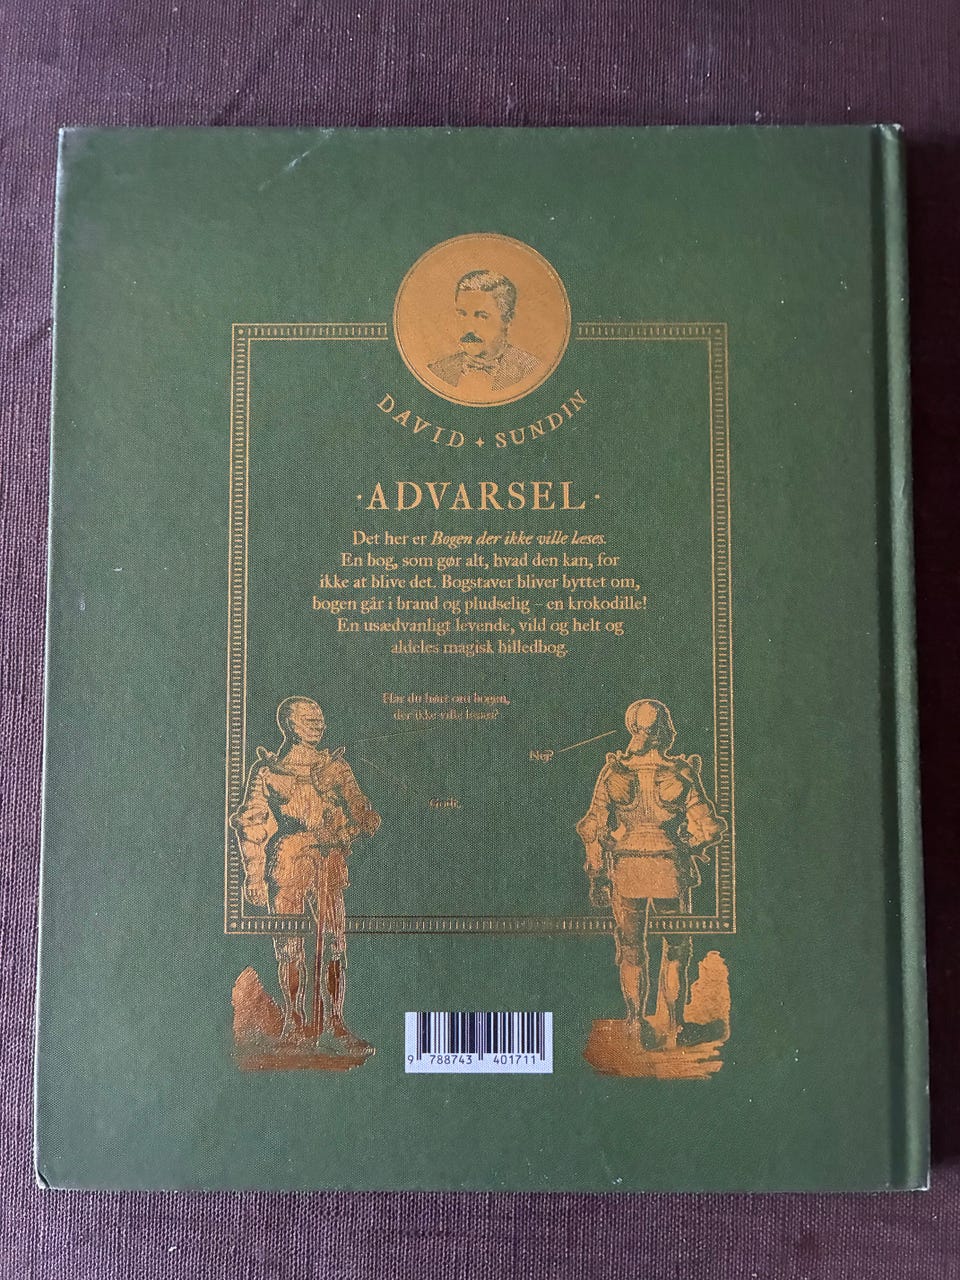 DAVID + SUNDIN
· ADVARSEL ·
Det her er Bogen der ikke ville læses.
En bog, som gør alt, hvad den kan, for
ikke at blive det. Bogstaver bliver byttet om,
bogen går i brand og pludselig – en krokodille!
En usædvanligt levende, vild og helt og
aldeles magisk billedbog.
Har du hørt om bogen,
der ikke ville læses?
Nej?
Godt.
9 788743 401711